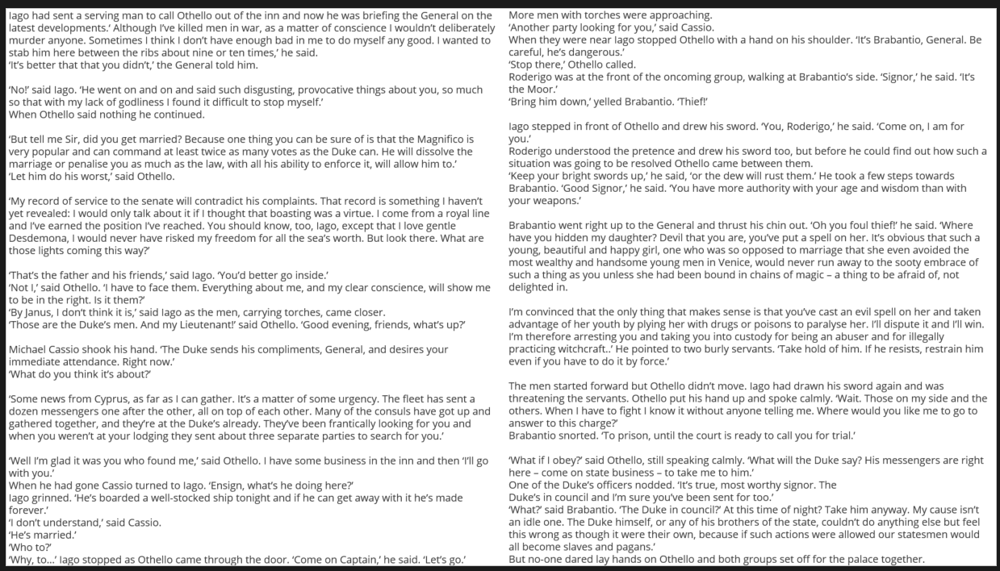 Iago had sent a serving man to call Othello out of the inn and now he was briefing the General on the
latest developments.‘ Although I’ve killed men in war, as a matter of conscience I wouldn’t deliberately
murder anyone. Sometimes I think I don’t have enough bad in me to do myself any good. I wanted to
stab him here between the ribs about nine or ten times,’ he said.
‘It’s better that that you didn’t,’ the General told him.
‘No!’ said Iago. ‘He went on and on and said such disgusting, provocative things about you, so much
so that with my lack of godliness I found it difficult to stop myself.’
When Othello said nothing he continued.
‘But tell me Sir, did you get married? Because one thing you can be sure of is that the Magnifico is
very popular and can command at least twice as many votes as the Duke can. He will dissolve the
marriage or penalise you as much as the law, with all his ability to enforce it, will allow him to.’
‘Let him do his worst,’ said Othello.
‘My record of service to the senate will contradict his complaints. That record is something I haven’t
yet revealed: I would only talk about it if I thought that boasting was a virtue. I come from a royal line
and I’ve earned the position I’ve reached. You should know, too, Iago, except that I love gentle
Desdemona, I would never have risked my freedom for all the sea’s worth. But look there. What are
those lights coming this way?’
‘That’s the father and his friends,’ said Iago. ‘You’d better go inside.’
‘Not I,’ said Othello. ‘I have to face them. Everything about me, and my clear conscience, will show me
to be in the right. Is it them?’
‘By Janus, I don’t think it is,’ said Iago as the men, carrying torches, came closer.
‘Those are the Duke’s men. And my Lieutenant!’ said Othello. ‘Good evening, friends, what’s up?’
Michael Cassio shook his hand. ‘The Duke sends his compliments, General, and desires your
immediate attendance. Right now.’
‘What do you think it’s about?’
‘Some news from Cyprus, as far as I can gather. It’s a matter of some urgency. The fleet has sent a
dozen messengers one after the other, all on top of each other. Many of the consuls have got up and
gathered together, and they’re at the Duke’s already. They’ve been frantically looking for you and
when you weren’t at your lodging they sent about three separate parties to search for you.’
‘Well I’m glad it was you who found me,’ said Othello. I have some business in the inn and then ‘I’ll go
with you.’
When he had gone Cassio turned to Iago. ‘Ensign, what’s he doing here?’
Iago grinned. ‘He’s boarded a well-stocked ship tonight and if he can get away with it he’s made
forever.’
‘I don’t understand,’ said Cassio.
‘He’s married.’
‘Who to?’
‘Why, to…’ Iago stopped as Othello came through the door. ‘Come on Captain,’ he said. ‘Let’s go.’
More men with torches were approaching.
‘Another party looking for you,’ said Cassio.
When they were near Iago stopped Othello with a hand on his shoulder. ‘It’s Brabantio, General. Be
careful, he’s dangerous.’
‘Stop there,’ Othello called.
Roderigo was at the front of the oncoming group, walking at Brabantio’s side. ‘Signor,’ he said. ‘It’s
the Moor.’
‘Bring him down,’ yelled Brabantio. ‘Thief!’
Iago stepped in front of Othello and drew his sword. ‘You, Roderigo,’ he said. ‘Come on, I am for
you.’
Roderigo understood the pretence and drew his sword too, but before he could find out how such a
situation was going to be resolved Othello came between them.
‘Keep your bright swords up,’ he said, ‘or the dew will rust them.’ He took a few steps towards
Brabantio. ‘Good Signor,’ he said. ‘You have more authority with your age and wisdom than with
your weapons.’
Brabantio went right up to the General and thrust his chin out. ‘Oh you foul thief!’ he said. ‘Where
have you hidden my daughter? Devil that you are, you’ve put a spell on her. It’s obvious that such a
young, beautiful and happy girl, one who was so opposed to marriage that she even avoided the
most wealthy and handsome young men in Venice, would never run away to the sooty embrace of
such a thing as you unless she had been bound in chains of magic – a thing to be afraid of, not
delighted in.
I’m convinced that the only thing that makes sense is that you’ve cast an evil spell on her and taken
advantage of her youth by plying her with drugs or poisons to paralyse her. I’ll dispute it and I’ll win.
I’m therefore arresting you and taking you into custody for being an abuser and for illegally
practicing witchcraft..’ He pointed to two burly servants. ‘Take hold of him. If he resists, restrain him
even if you have to do it by force.’
The men started forward but Othello didn’t move. Iago had drawn his sword again and was
threatening the servants. Othello put his hand up and spoke calmly. ‘Wait. Those on my side and the
others. When I have to fight I know it without anyone telling me. Where would you like me to go to
answer to this charge?’
Brabantio snorted. ‘To prison, until the court is ready to call you for trial.’
‘What if I obey?’ said Othello, still speaking calmly. ‘What will the Duke say? His messengers are right
here – come on state business – to take me to him.’
One of the Duke’s officers nodded. ‘It’s true, most worthy signor. The
Duke’s in council and I’m sure you’ve been sent for too.’
‘What?’ said Brabantio. ‘The Duke in council?’ At this time of night? Take him anyway. My cause isn’t
an idle one. The Duke himself, or any of his brothers of the state, couldn’t do anything else but feel
this wrong as though it were their own, because if such actions were allowed our statesmen would
all become slaves and pagans.’
But no-one dared lay hands on Othello and both groups set off for the palace together.